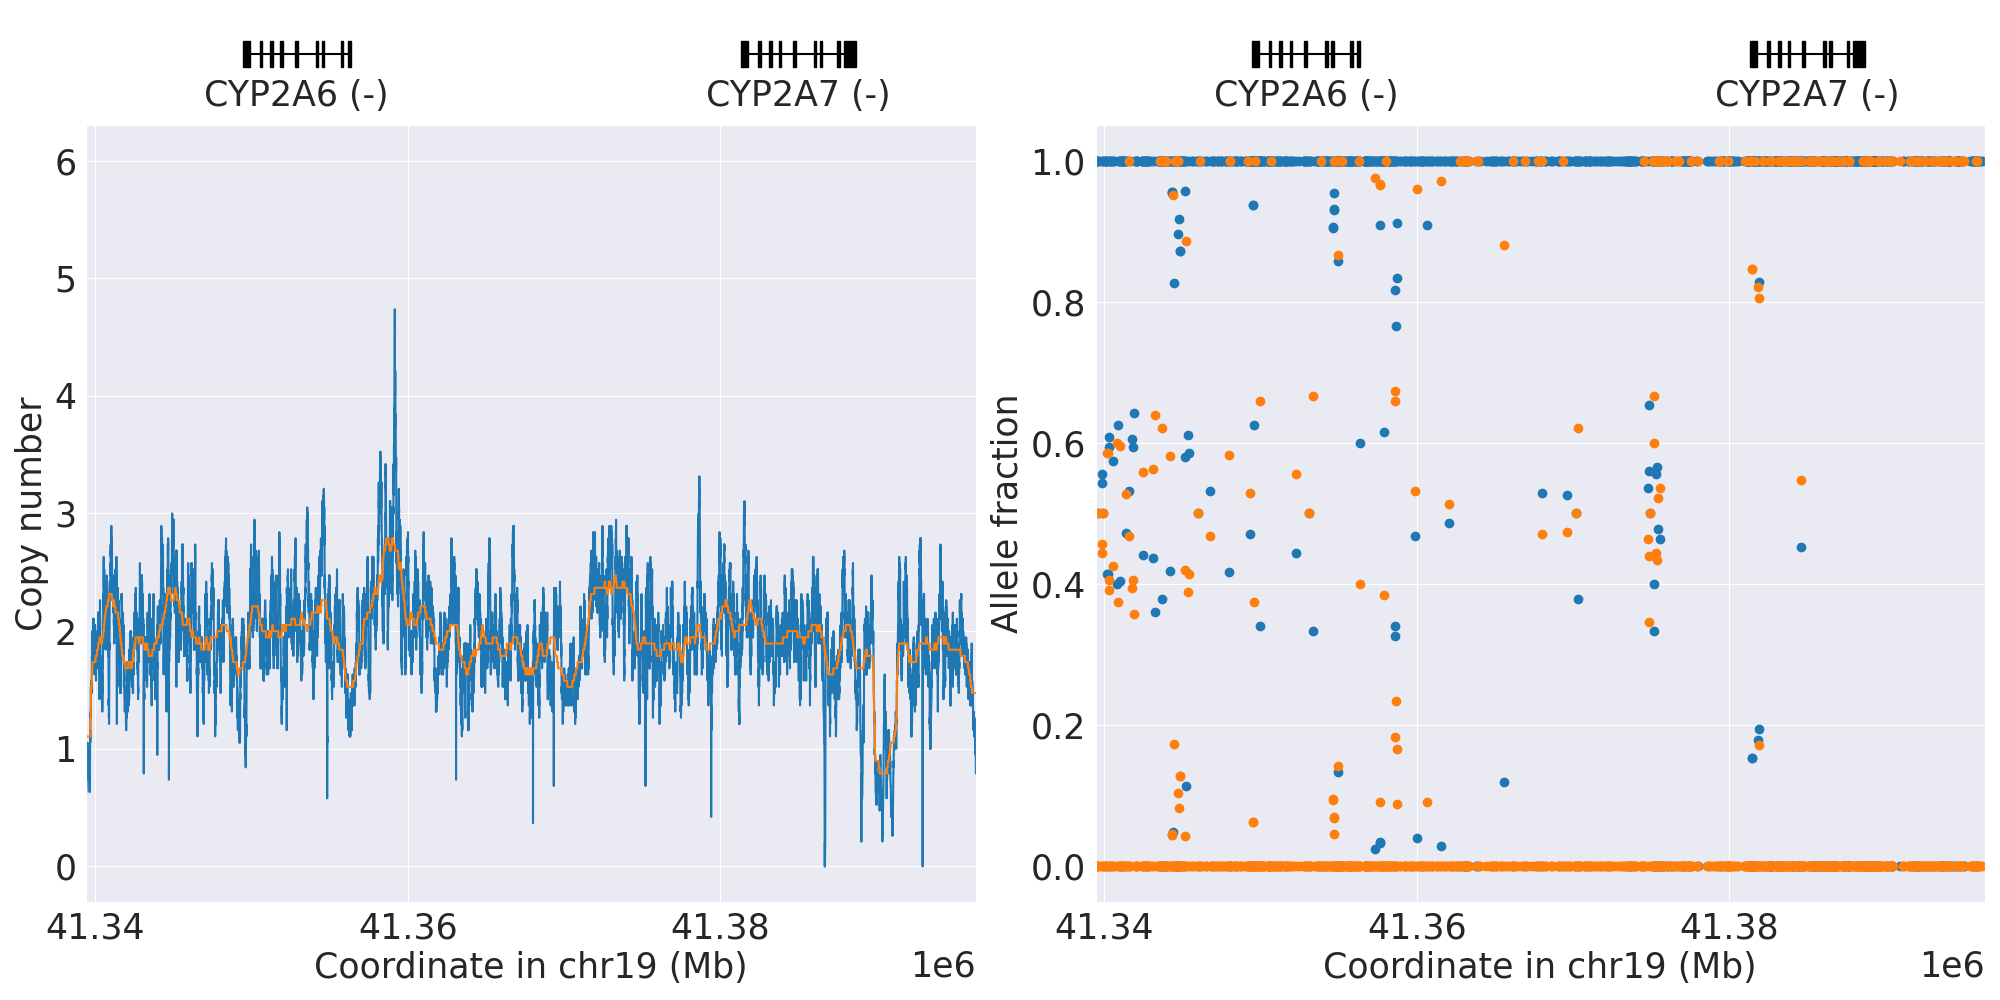 CYP2A6 (-)
CYP2A7 (-)
6
5
4
3
2
1
0
Copy number
41.34
41.36
41.38
Coordinate in chr19 (Mb)
1e6
CYP2A6 (-)
CYP2A7 (-)
1.0
0.8
0.6
0.4
0.2
0.0
Allele fraction
41.34
41.36
41.38
Coordinate in chr19 (Mb)
1e6